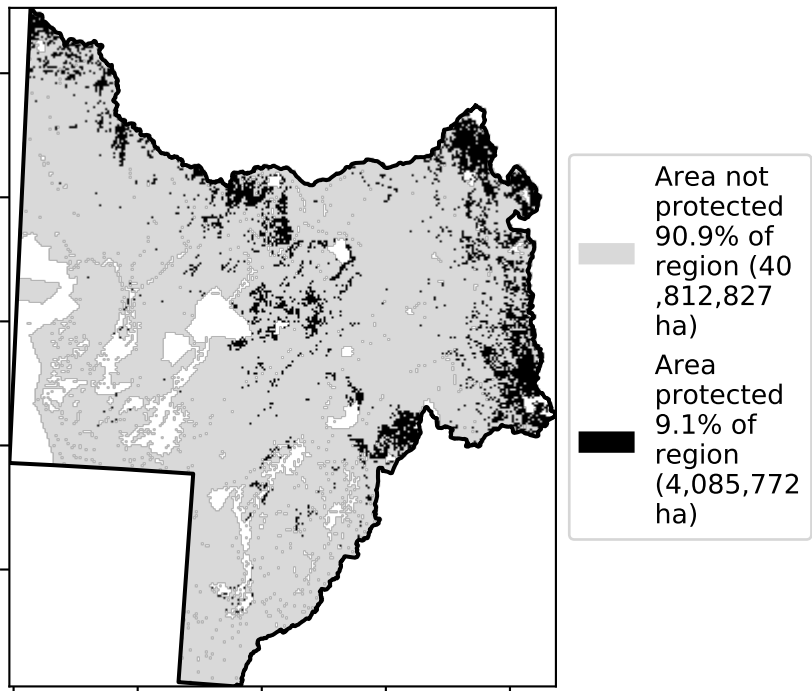 Area not
protected
90.9% of
region (40
,812,827
ha)
Area
protected
9.1% of
region
(4,085,772
ha)